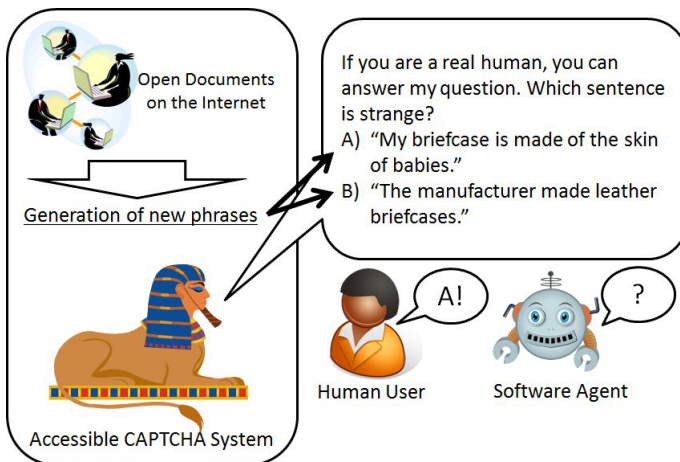 Open Documents
on the Internet
Generation of new phrases
Accessible CAPTCHA System
If you are a real human, you can
answer my question. Which sentence
is strange?
A) “My briefcase is made of the skin
of babies.”
B) “The manufacturer made leather
briefcases.”
A!
?
Human User
Software Agent